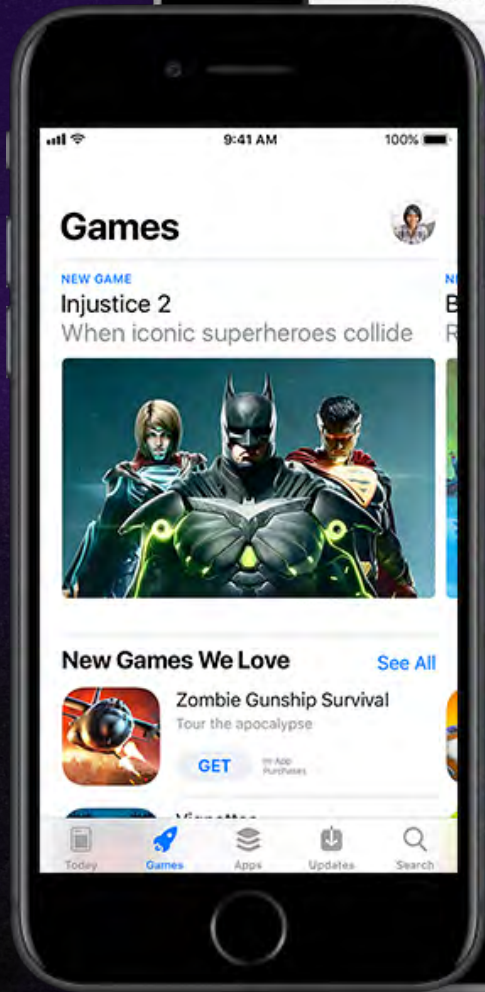 9:41 AM
100%
Games
NEW GAME
Injustice 2
When iconic superheroes collide
New Games We Love
See All
Zombie Gunship Survival
Tour the apocalypse
GET
In-App
Purchases
Vignettes
Today
Games
Apps
Updates
Search